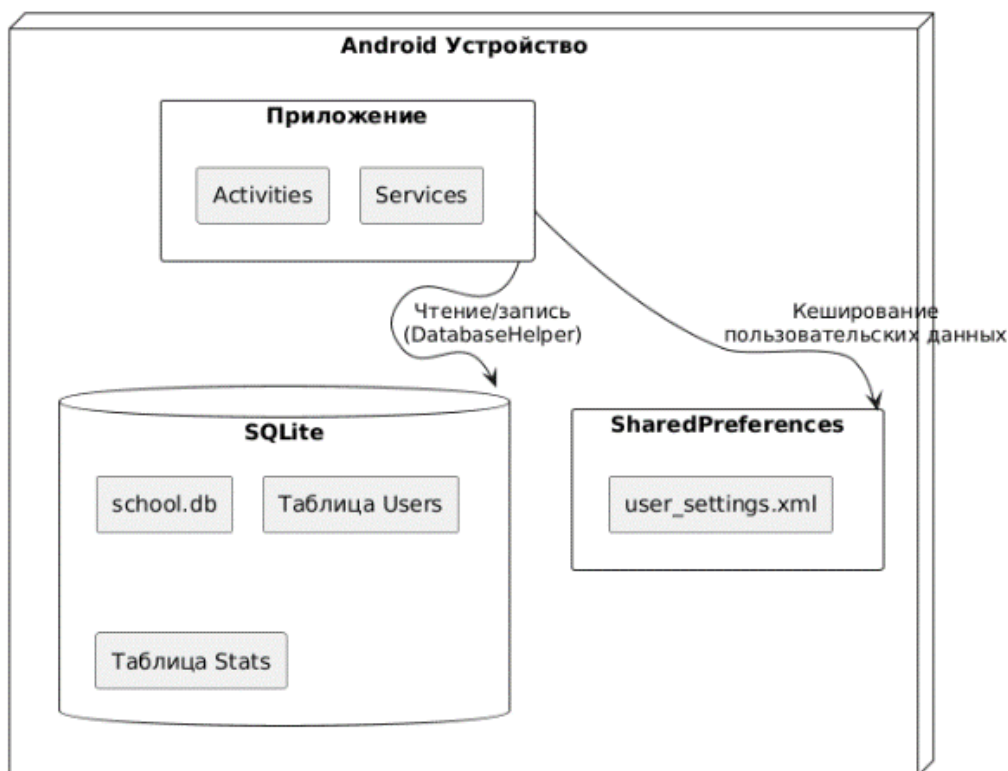 Android Устройство
Приложение
Activities
Services
Чтение/запись
(DatabaseHelper)
Кеширование
пользовательских данных
SQLite
school.db
Таблица Users
Таблица Stats
SharedPreferences
user_settings.xml